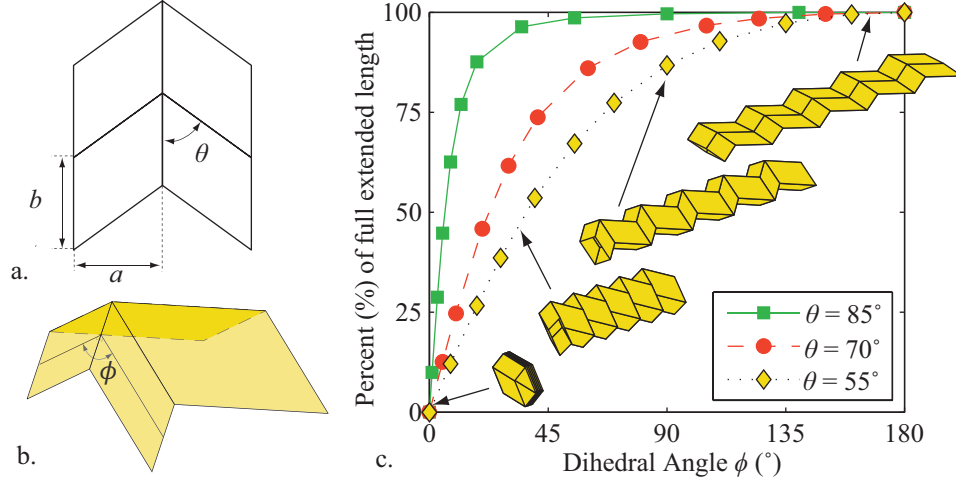 θ
b
a
a.
ϕ
b.
Percent (%) of full extended length
100
75
50
25
0
0 45 90 135 180
Dihedral Angle ϕ (°)
c.
θ = 85°
θ = 70°
θ = 55°